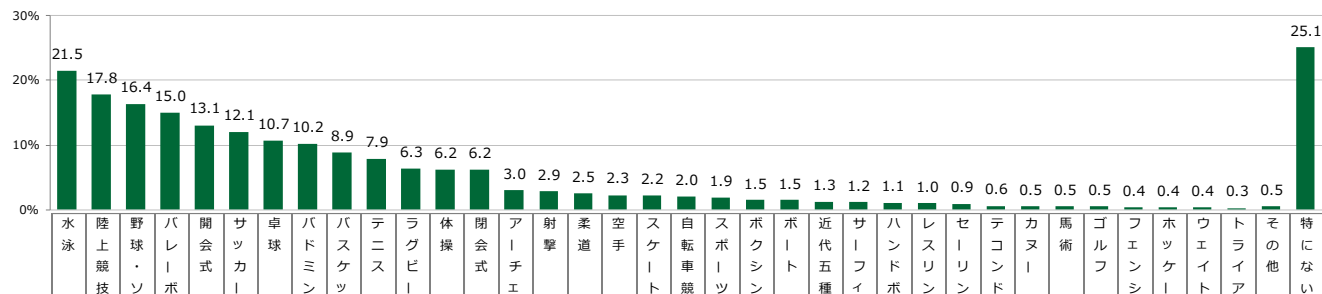 30%
20%
10%
0%
21.5
17.8
16.4
15.0
13.1
12.1
10.7
10.2
8.9
7.9
6.3
6.2
6.2
3.0
2.9
2.5
2.3
2.2
2.0
1.9
1.5
1.5
1.3
1.2
1.1
1.0
0.9
0.6
0.5
0.5
0.5
0.4
0.4
0.4
0.3
0.5
25.1
水泳
陸上競技
野球・ソ
バレーボ
開会式
サッカー
卓球
バドミン
バスケッ
テニス
ラグビー
体操
閉会式
アーチェ
射撃
柔道
空手
スケート
自転車競
スポーツ
ボクシン
ボート
近代五種
サーフィ
ハンドボ
レスリン
セーリン
テコンド
カヌー
馬術
ゴルフ
フェンシ
ホッケー
ウェイト
トライア
その他
特にない